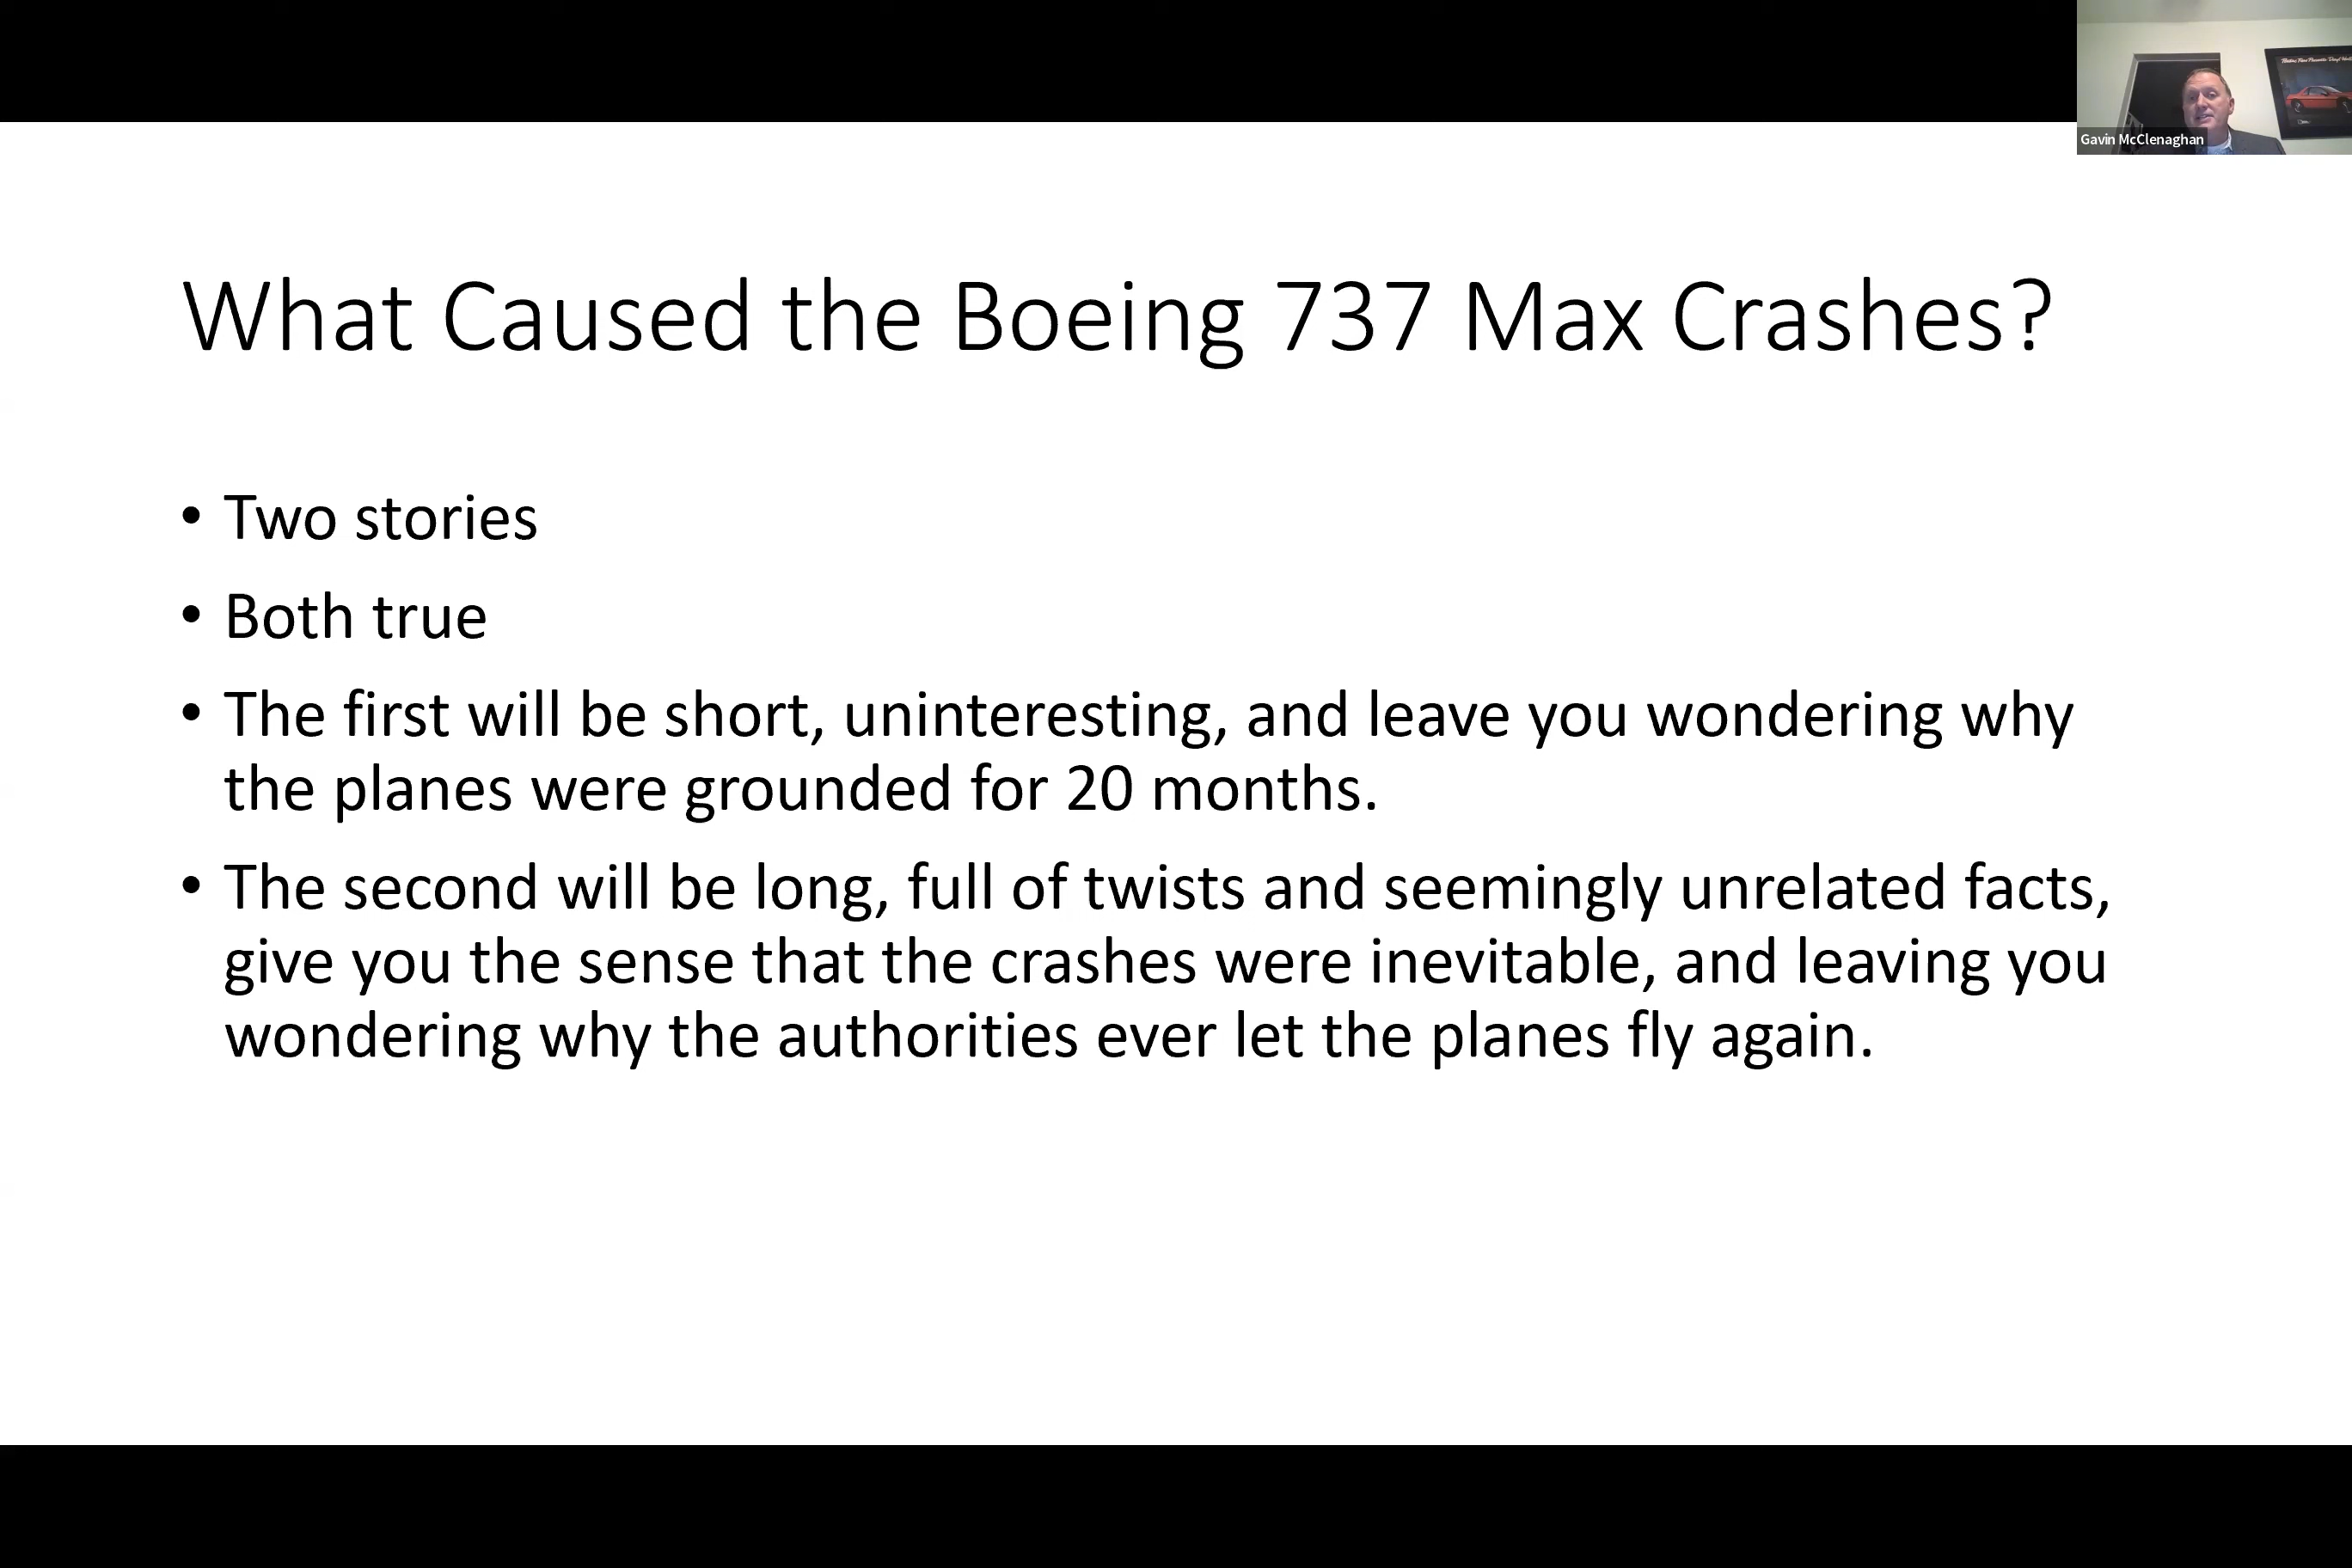 Gavin McClenaghan
What Caused the Boeing 737 Max Crashes?
• Two stories
• Both true
• The first will be short, uninteresting, and leave you wondering why
the planes were grounded for 20 months.
• The second will be long, full of twists and seemingly unrelated facts,
give you the sense that the crashes were inevitable, and leaving you
wondering why the authorities ever let the planes fly again.